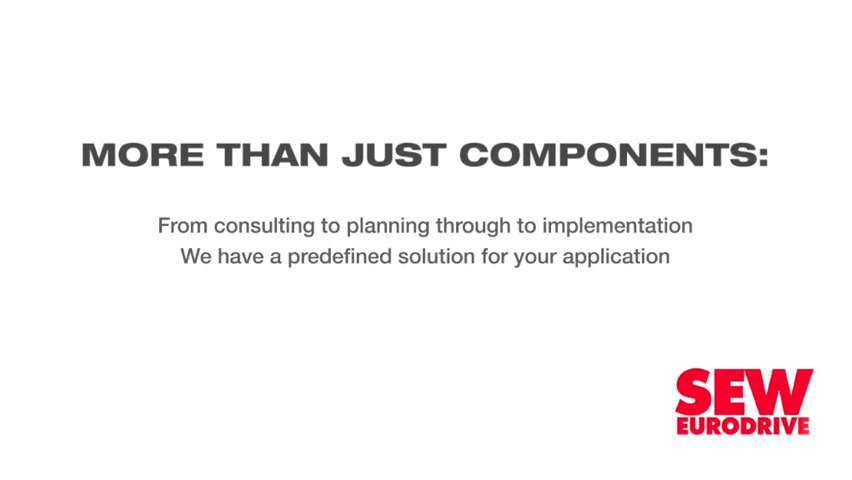 MORE THAN JUST COMPONENTS:
From consulting to planning through to implementation
We have a predefined solution for your application
SEW
EURODRIVE